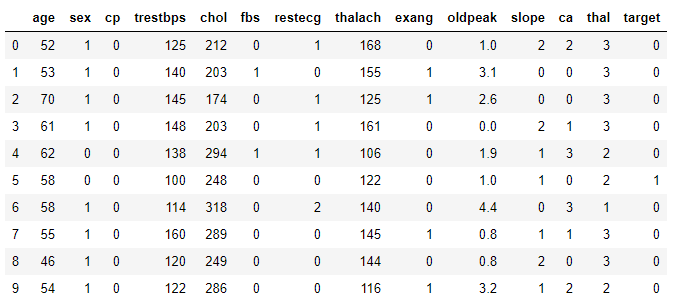 age sex cp trestbps chol fbs restecg thalach exang oldpeak slope ca thal target
0 52 1 0 125 212 0 1 168 0 1.0 2 2 3 0
1 53 1 0 140 203 1 0 155 1 3.1 0 0 3 0
2 70 1 0 145 174 0 1 125 1 2.6 0 0 3 0
3 61 1 0 148 203 0 1 161 0 0.0 2 1 3 0
4 62 0 0 138 294 1 1 106 0 1.9 1 3 2 0
5 58 0 0 100 248 0 0 122 0 1.0 1 0 2 1
6 58 1 0 114 318 0 2 140 0 4.4 0 3 1 0
7 55 1 0 160 289 0 0 145 1 0.8 1 1 3 0
8 46 1 0 120 249 0 0 144 0 0.8 2 0 3 0
9 54 1 0 122 286 0 0 116 1 3.2 1 2 2 0